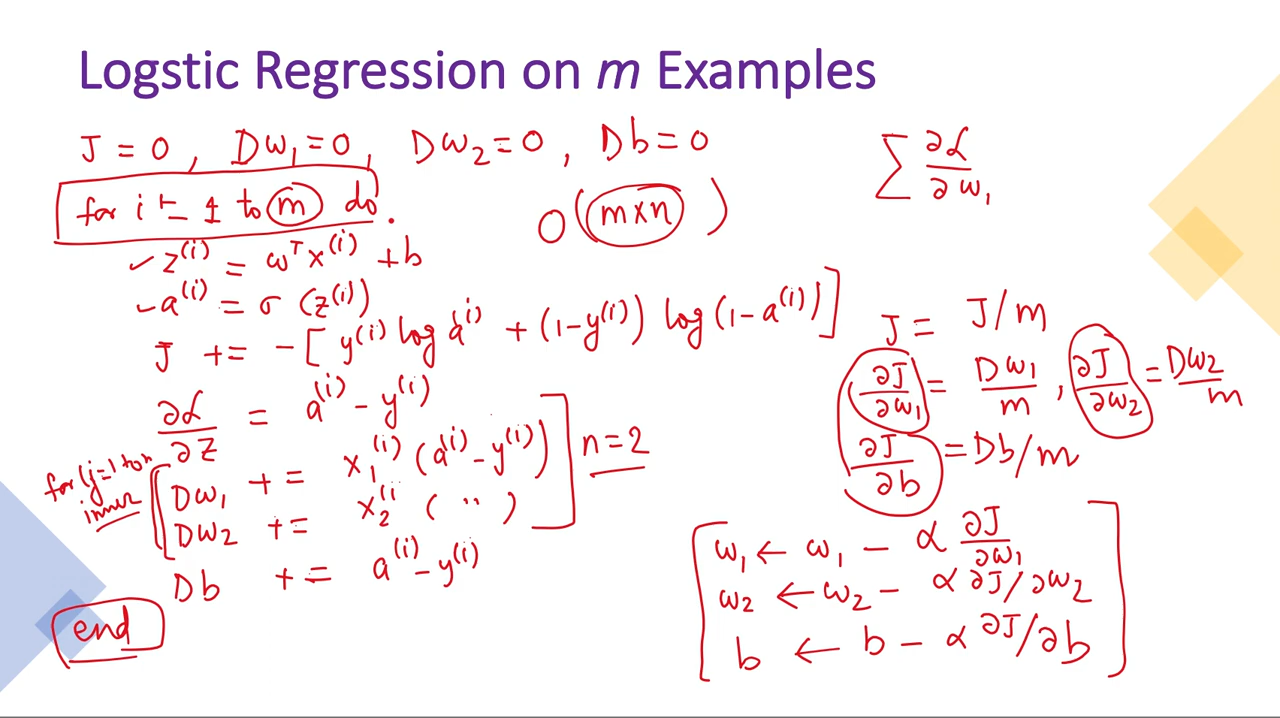 Logstic Regression on m Examples
J = 0 , Dw₁=0, Dw₂=0 , Db=0
∑ ∂ℒ/∂w₁
for i ← 1 to m do.
O(m×n)
z⁽ⁱ⁾ = wᵀx⁽ⁱ⁾ + b
a⁽ⁱ⁾ = σ (z⁽ⁱ⁾)
J += -[ y⁽ⁱ⁾ log a⁽ⁱ⁾ + (1-y⁽ⁱ⁾) log (1-a⁽ⁱ⁾) ]
∂ℒ/∂z = a⁽ⁱ⁾ - y⁽ⁱ⁾
for (j=1 to n
inner
Dw₁ += x₁⁽ⁱ⁾ (a⁽ⁱ⁾ - y⁽ⁱ⁾)
Dw₂ += x₂⁽ⁱ ( " )
n=2
Db += a⁽ⁱ⁾ - y⁽ⁱ⁾
end
J = J/m
∂J/∂w₁ = Dw₁/m , ∂J/∂w₂ = Dw₂/m
∂J/∂b = Db/m
w₁ ← w₁ - α ∂J/∂w₁
w₂ ← w₂ - α ∂J/∂w₂
b ← b - α ∂J/∂b